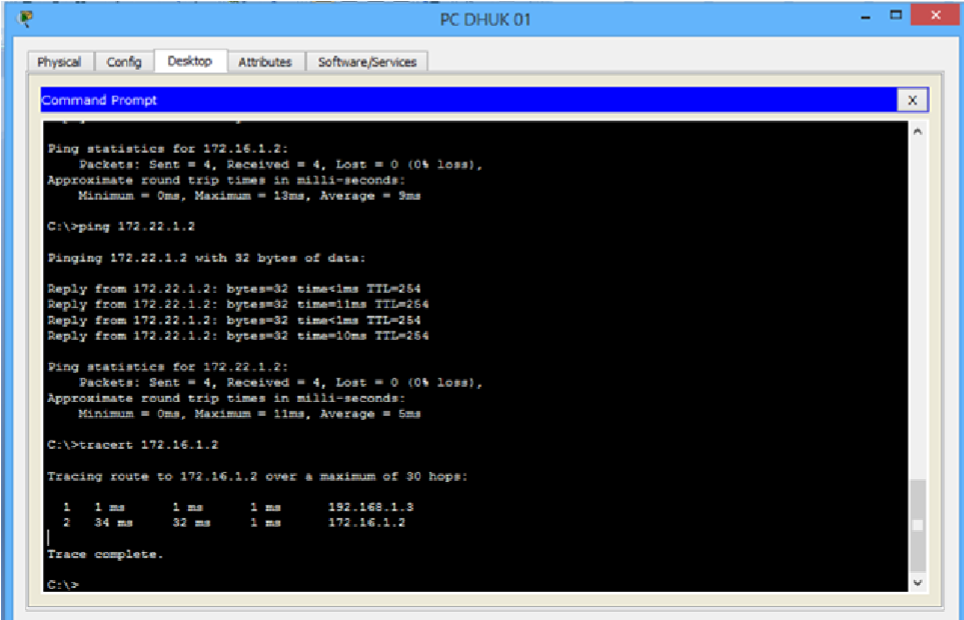 PC DHUK 01
Physical Config Desktop Attributes Software/Services
Command Prompt
X
Ping statistics for 172.16.1.2:
Packets: Sent = 4, Received = 4, Lost = 0 (0% loss),
Approximate round trip times in milli-seconds:
Minimum = 0ms, Maximum = 13ms, Average = 9ms
C:\>ping 172.22.1.2
Pinging 172.22.1.2 with 32 bytes of data:
Reply from 172.22.1.2: bytes=32 time<1ms TTL=254
Reply from 172.22.1.2: bytes=32 time=11ms TTL=254
Reply from 172.22.1.2: bytes=32 time<1ms TTL=254
Reply from 172.22.1.2: bytes=32 time=10ms TTL=254
Ping statistics for 172.22.1.2:
Packets: Sent = 4, Received = 4, Lost = 0 (0% loss),
Approximate round trip times in milli-seconds:
Minimum = 0ms, Maximum = 11ms, Average = 5ms
C:\>tracert 172.16.1.2
Tracing route to 172.16.1.2 over a maximum of 30 hops:
1 1 ms 1 ms 1 ms 192.168.1.3
2 34 ms 32 ms 1 ms 172.16.1.2
Trace complete.
C:\>